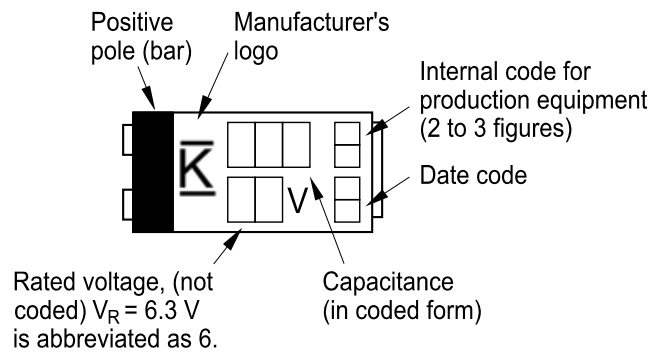 Positive
pole (bar)
Manufacturer's
logo
Internal code for
production equipment
(2 to 3 figures)
K
V
Date code
Rated voltage, (not
coded) VR = 6.3 V
is abbreviated as 6.
Capacitance
(in coded form)